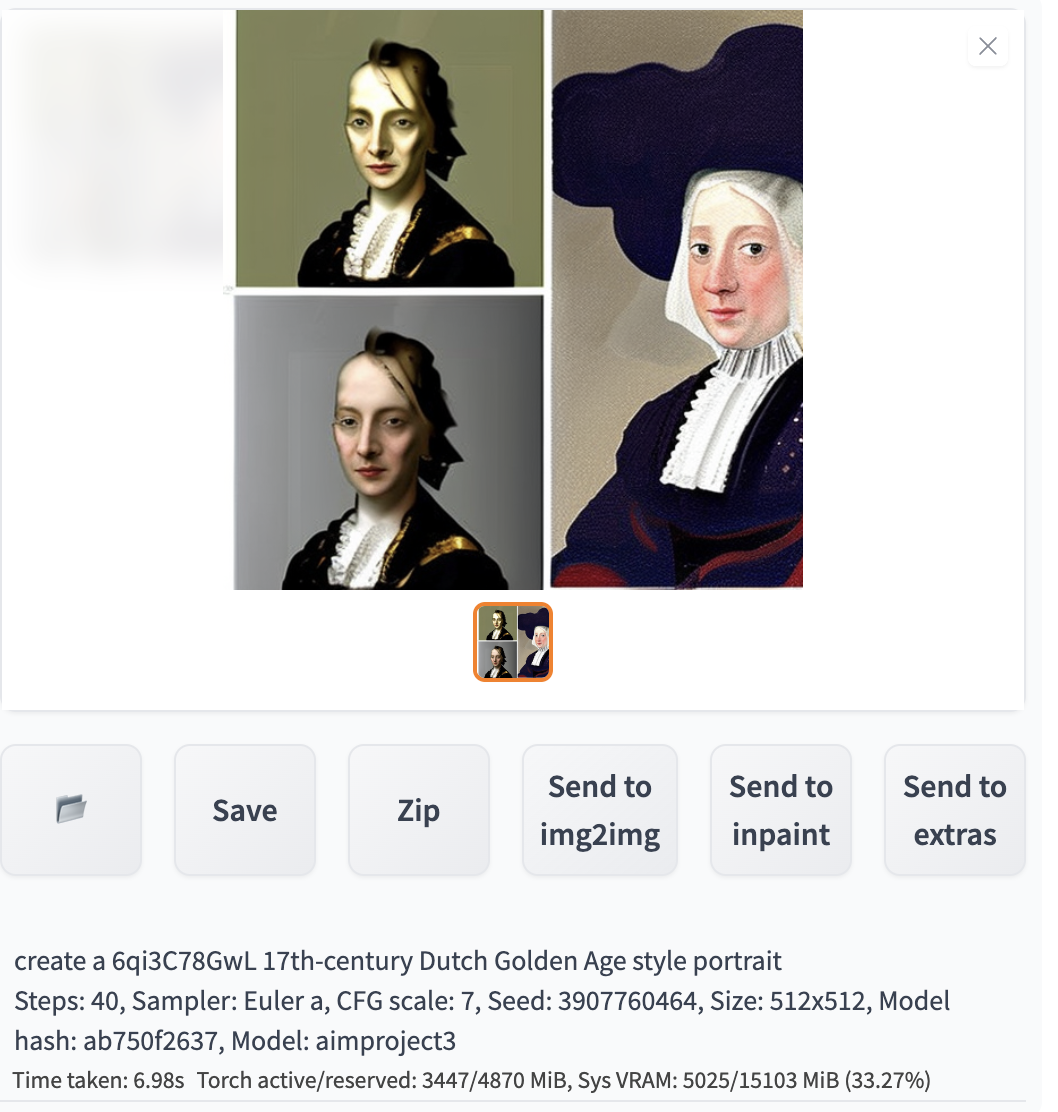 Save
Zip
Send to
img2img
Send to
inpaint
Send to
extras
create a 6qi3C78GwL 17th-century Dutch Golden Age style portrait
Steps: 40, Sampler: Euler a, CFG scale: 7, Seed: 3907760464, Size: 512x512, Model
hash: ab750f2637, Model: aimproject3
Time taken: 6.98s Torch active/reserved: 3447/4870 MiB, Sys VRAM: 5025/15103 MiB (33.27%)